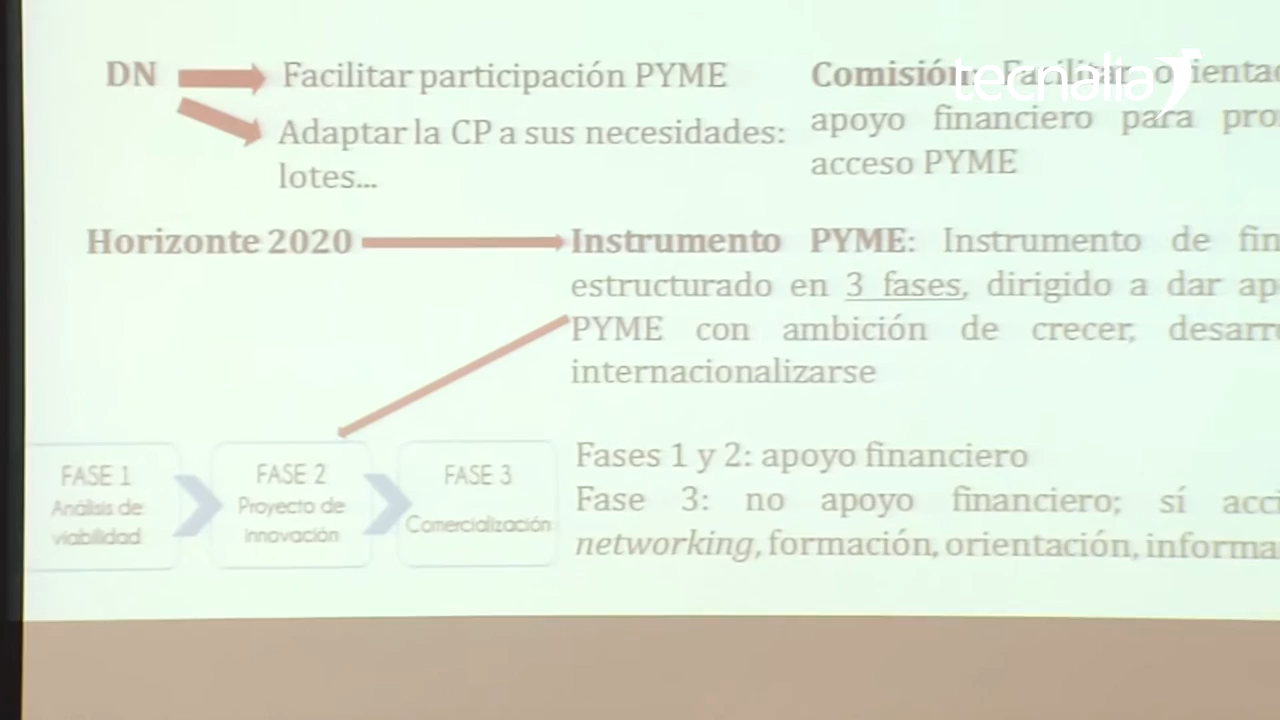 DN
Facilitar participación PYME
Adaptar la CP a sus necesidades:
lotes...
Comisión: Facilitar
apoyo financiero para
acceso PYME
tecnalia
Horizonte 2020
Instrumento PYME: Instrumento de
estructurado en 3 fases, dirigido a dar
PYME con ambición de crecer,
internacionalizarse
FASE 1
Análisis de
viabilidad
FASE 2
Proyecto de
Innovación
FASE 3
Comercialización
Fases 1 y 2: apoyo financiero
Fase 3: no apoyo financiero; sí
networking, formación, orientación,